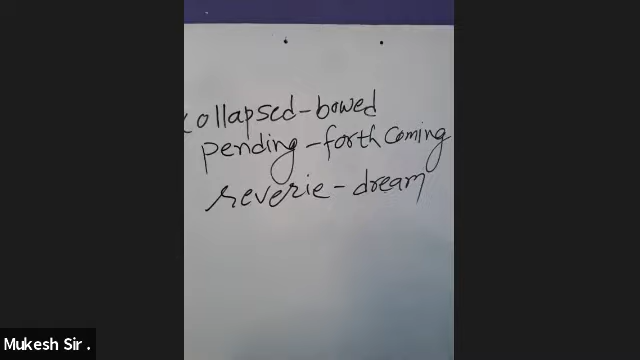 collapsed-bowed
pending-forthcoming
reverie-dream
Mukesh Sir .